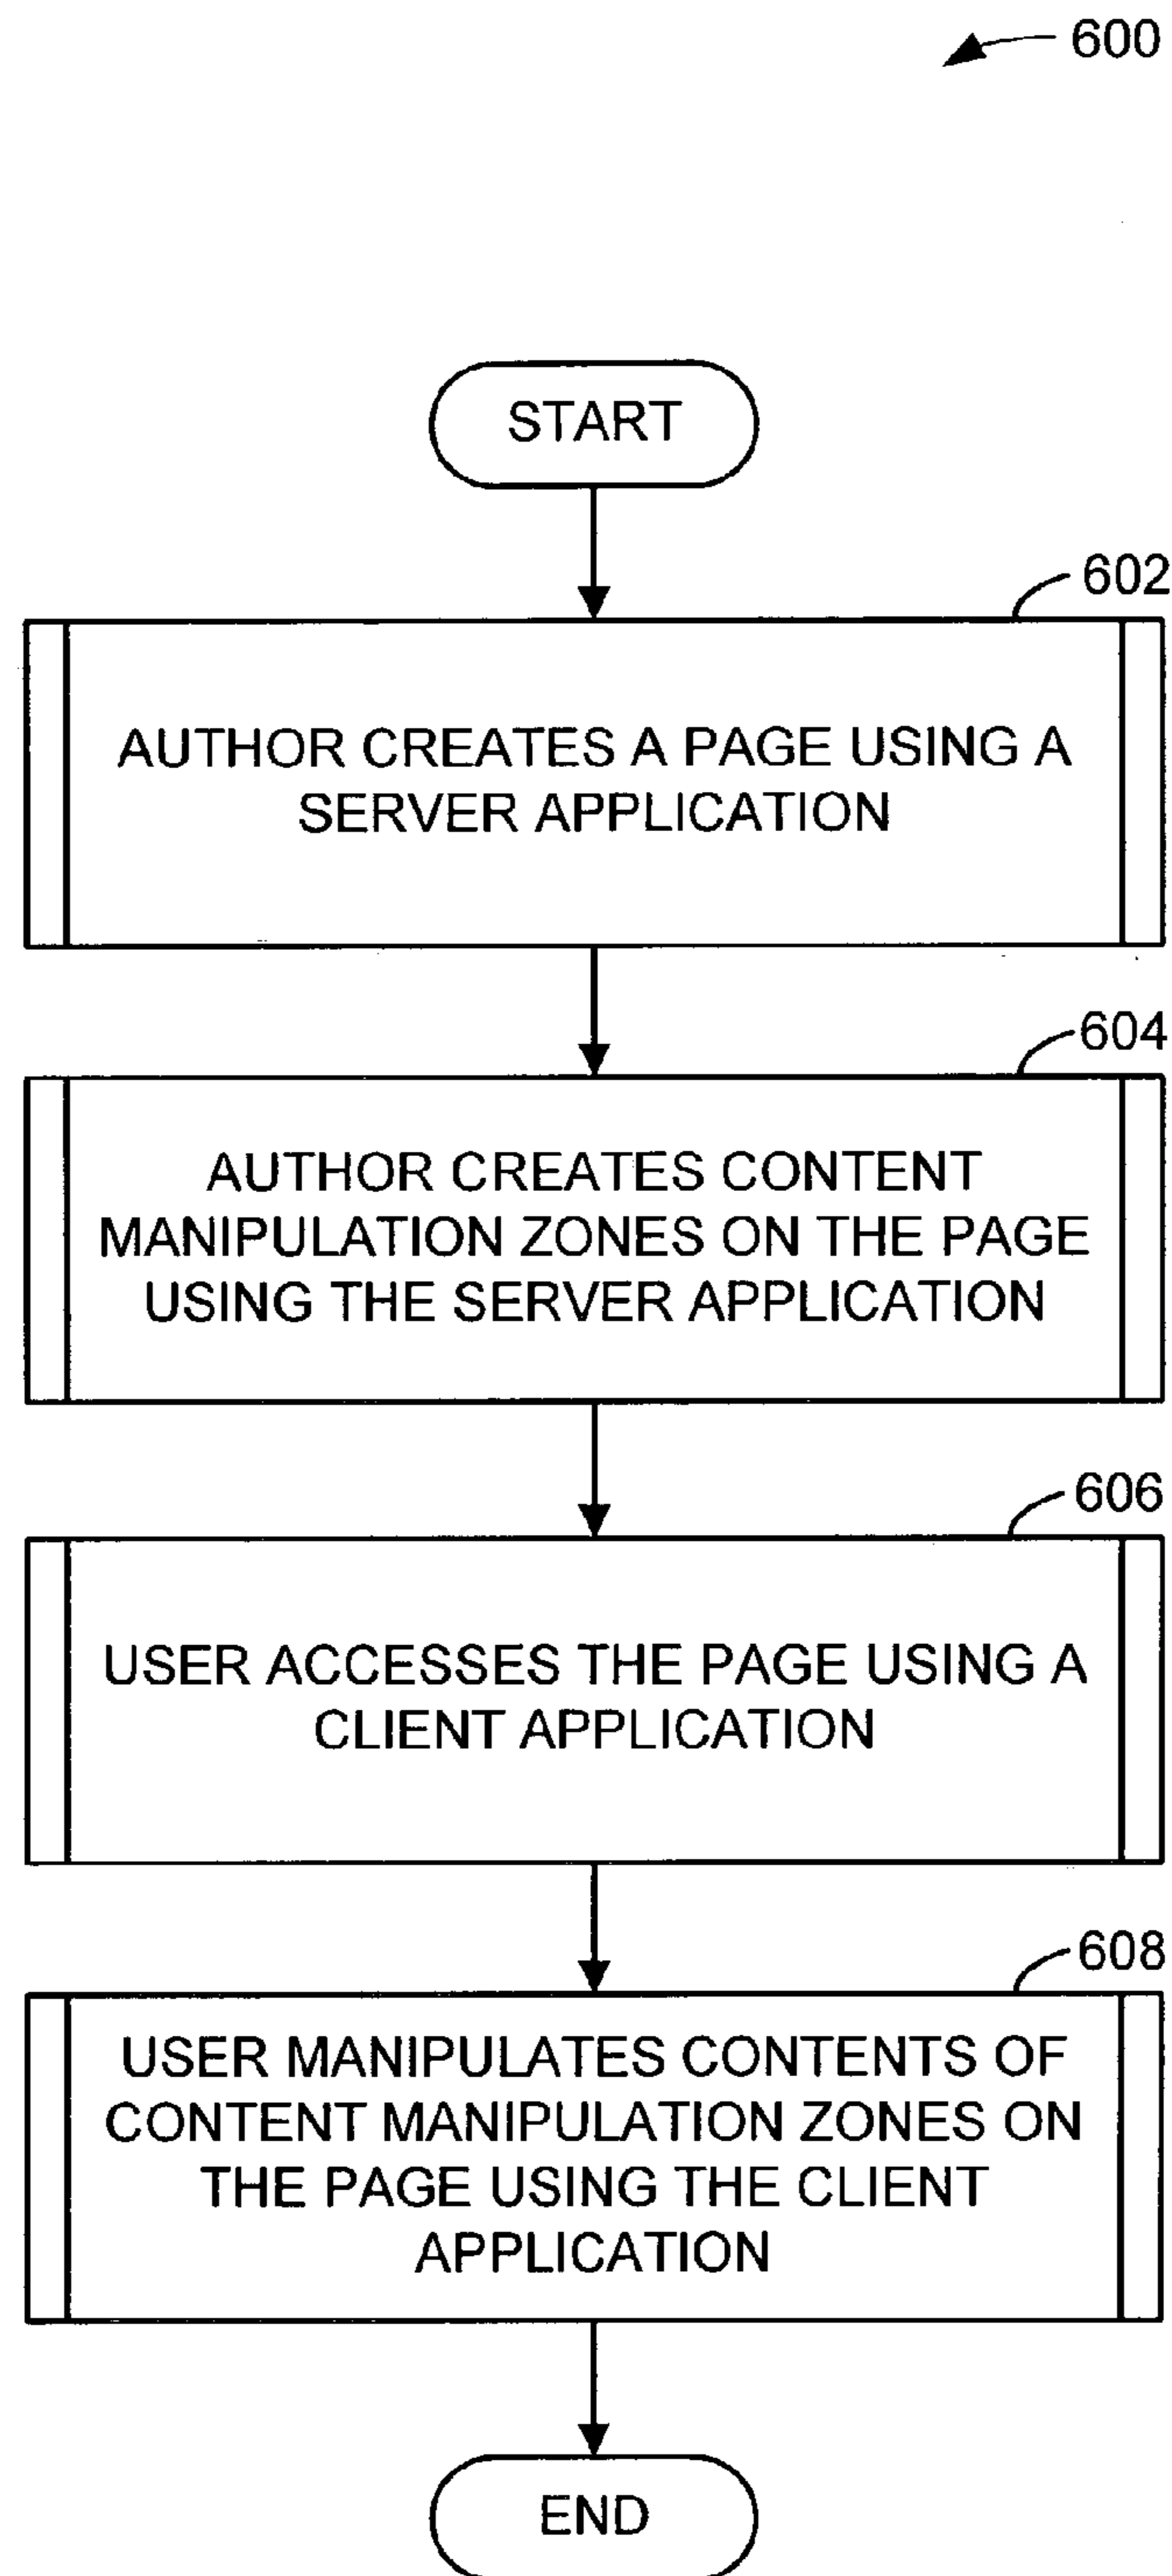 600
START
602
AUTHOR CREATES A PAGE USING A
SERVER APPLICATION
604
AUTHOR CREATES CONTENT
MANIPULATION ZONES ON THE PAGE
USING THE SERVER APPLICATION
606
USER ACCESSES THE PAGE USING A
CLIENT APPLICATION
608
USER MANIPULATES CONTENTS OF
CONTENT MANIPULATION ZONES ON
THE PAGE USING THE CLIENT
APPLICATION
END